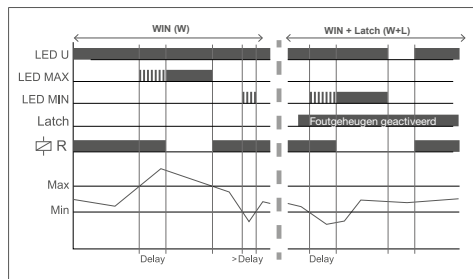 WIN (W)
WIN + Latch (W+L)
LED U
LED MAX
LED MIN
Latch
Foutgeheugen geactiveerd
R
Max
Min
Delay
>Delay
Delay